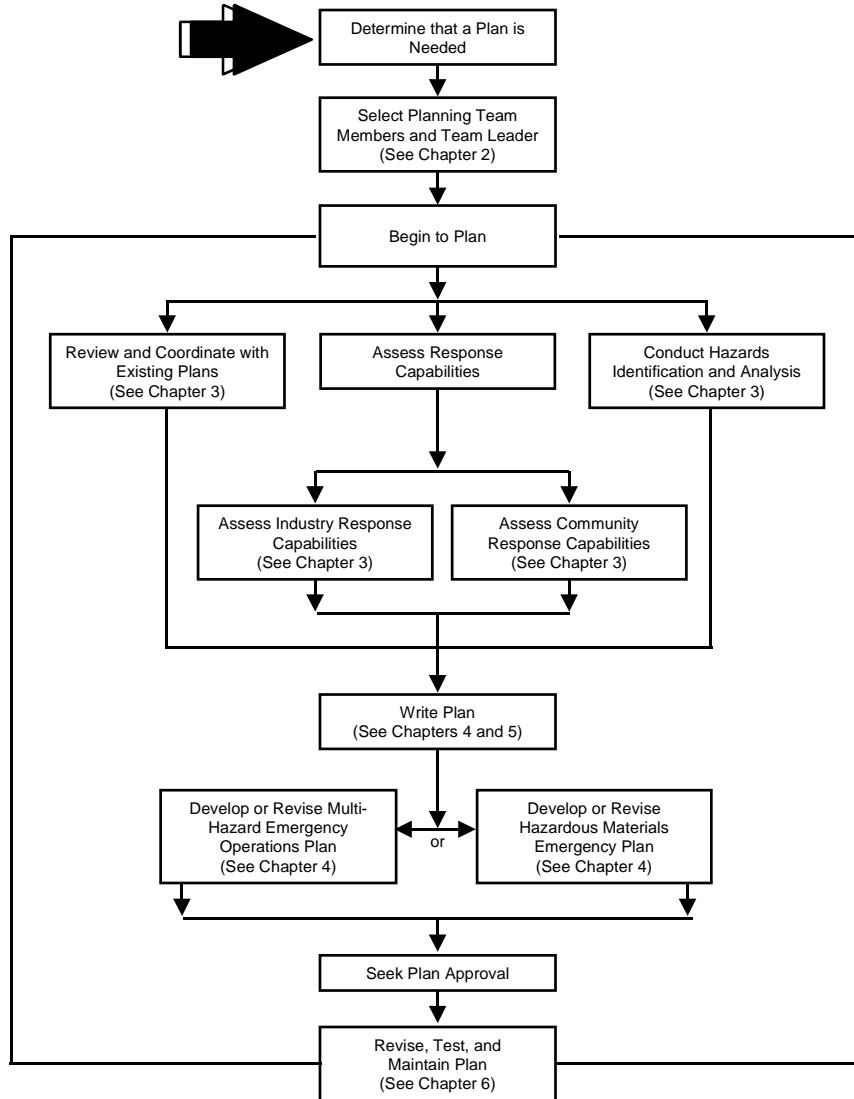 Determine that a Plan is
Needed
Select Planning Team
Members and Team Leader
(See Chapter 2)
Begin to Plan
Review and Coordinate with
Existing Plans
(See Chapter 3)
Assess Response
Capabilities
Conduct Hazards
Identification and Analysis
(See Chapter 3)
Assess Industry Response
Capabilities
(See Chapter 3)
Assess Community
Response Capabilities
(See Chapter 3)
Write Plan
(See Chapters 4 and 5)
Develop or Revise Multi-
Hazard Emergency
Operations Plan
(See Chapter 4)
or
Develop or Revise
Hazardous Materials
Emergency Plan
(See Chapter 4)
Seek Plan Approval
Revise, Test, and
Maintain Plan
(See Chapter 6)